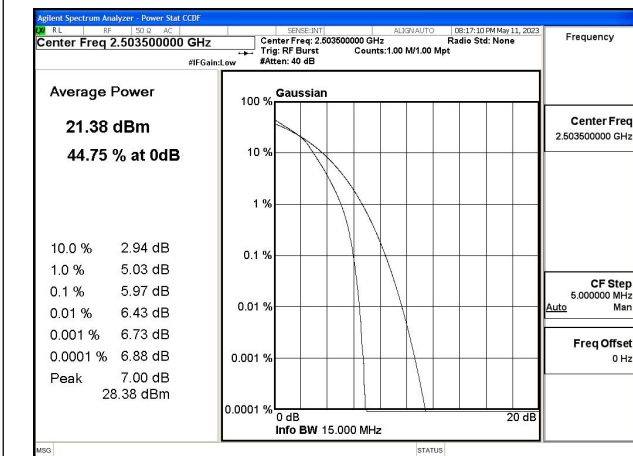 Agilent Spectrum Analyzer - Power Stat CCDF
RL RF 50 Ω AC SENSE:INT ALIGN AUTO 08:17:10 PM May 11, 2023
Center Freq 2.503500000 GHz
Center Freq: 2.503500000 GHz Radio Std: None
Trig: RF Burst Counts:1.00 M/1.00 Mpt
#IFGain:Low #Atten: 40 dB
Frequency
Average Power
21.38 dBm
44.75 % at 0dB
10.0 % 2.94 dB
1.0 % 5.03 dB
0.1 % 5.97 dB
0.01 % 6.43 dB
0.001 % 6.73 dB
0.0001 % 6.88 dB
Peak 7.00 dB
28.38 dBm
Gaussian
100 %
10 %
1 %
0.1 %
0.01 %
0.001 %
0.0001 %
0 dB 20 dB
Info BW 15.000 MHz
Center Freq
2.503500000 GHz
CF Step
5.000000 MHz
Auto Man
Freq Offset
0 Hz
MSG STATUS